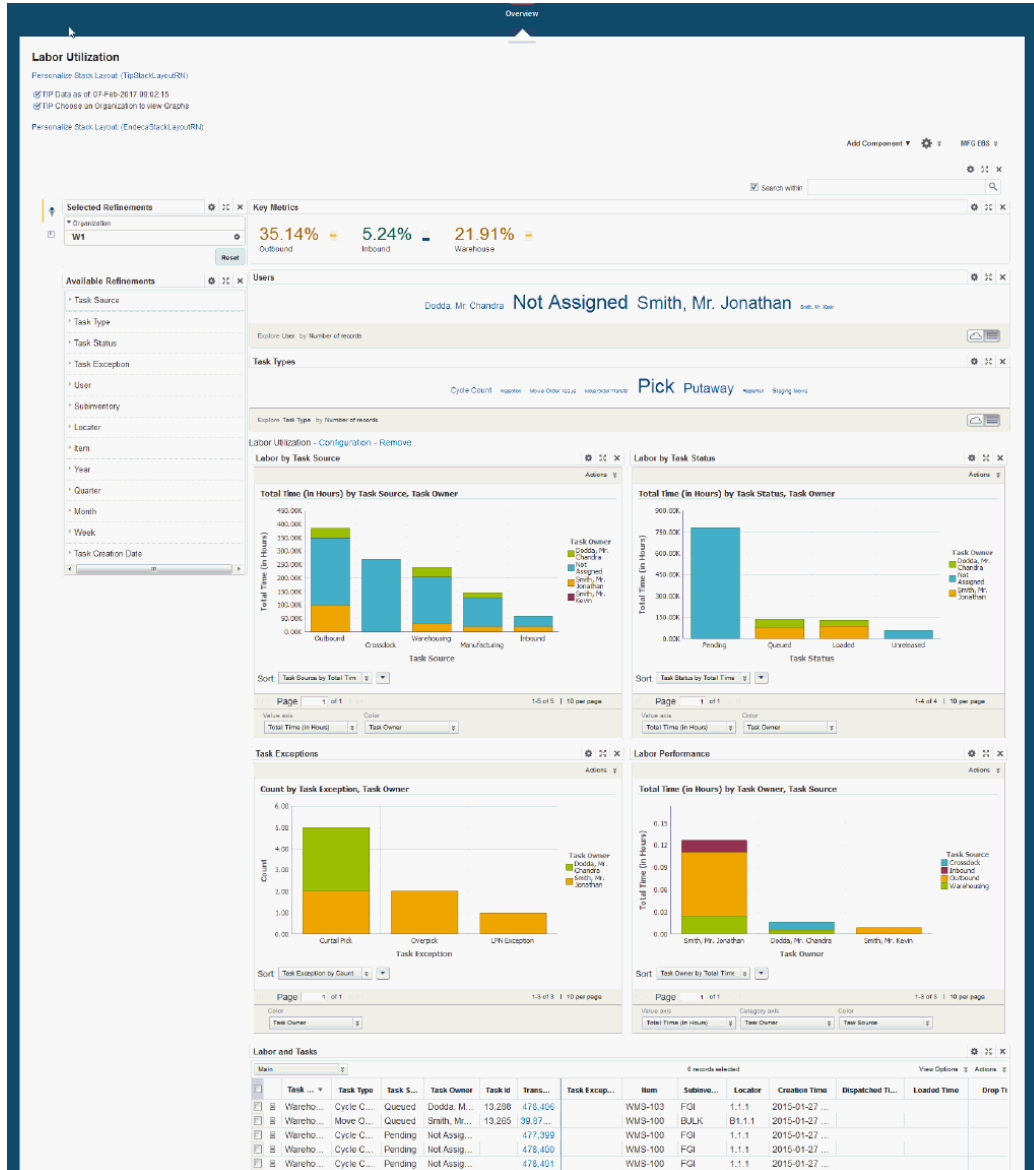 Overview
Labor Utilization
Personalize Stack Layout: (TipStackLayoutRN)
TIP Data as of: 07-Feb-2017 09:02:15
TIP Choose an Organization to view Graphs
Personalize Stack Layout: (EndecaStackLayoutRN)
Add Component MFG EBS
Search within
Selected Refinements
Organization
W1
Reset
Key Metrics
35.14% 5.24% 21.91%
Outbound Inbound Warehouse
Available Refinements
Task Source
Task Type
Task Status
Task Exception
User
Subinventory
Locator
Item
Year
Quarter
Month
Week
Task Creation Date
Users
Dodda, Mr. Chandra Not Assigned Smith, Mr. Jonathan Smith, Mr. Kevin
Explore User by Number of records
Task Types
Cycle Count Inspection Move Order Issue Move Order Transfer Pick Putaway Staging Move
Explore Task Type by Number of records
Labor Utilization - Configuration - Remove
Labor by Task Source
Actions
Total Time (in Hours) by Task Source, Task Owner
Total Time (in Hours)
450.00K
400.00K
350.00K
300.00K
250.00K
200.00K
150.00K
100.00K
50.00K
0.00K
Outbound Crossdock Warehousing Manufacturing Inbound
Task Source
Task Owner
Dodda, Mr. Chandra
Not Assigned
Smith, Mr. Jonathan
Smith, Mr. Kevin
Sort: Task Source by Total Time
Page 1 of 1 1-5 of 5 | 10 per page
Value axis Color
Total Time (in Hours) Task Owner
Labor by Task Status
Actions
Total Time (in Hours) by Task Status, Task Owner
Total Time (in Hours)
900.00K
750.00K
600.00K
450.00K
300.00K
150.00K
0.00K
Pending Queued Loaded Unreleased
Task Status
Task Owner
Dodda, Mr. Chandra
Not Assigned
Smith, Mr. Jonathan
Sort: Task Status by Total Time
Page 1 of 1 1-4 of 4 | 10 per page
Value axis Color
Total Time (in Hours) Task Owner
Task Exceptions
Actions
Count by Task Exception, Task Owner
Count
6.00
5.00
4.00
3.00
2.00
1.00
0.00
Curtail Pick Overpick LPN Exception
Task Exception
Task Owner
Dodda, Mr. Chandra
Smith, Mr. Jonathan
Sort: Task Exception by Count
Page 1 of 1 1-3 of 3 | 10 per page
Color
Task Owner
Labor Performance
Actions
Total Time (in Hours) by Task Owner, Task Source
Total Time (in Hours)
0.15
0.12
0.09
0.06
0.03
0.00
Smith, Mr. Jonathan Dodda, Mr. Chandra Smith, Mr. Kevin
Task Owner
Task Source
Crossdock
Inbound
Outbound
Warehousing
Sort: Task Owner by Total Time
Page 1 of 1 1-3 of 3 | 10 per page
Value axis Category axis Color
Total Time (in Hours) Task Owner Task Source
Labor and Tasks
Main 0 records selected View Options Actions
Task ... Task Type Task S... Task Owner Task Id Trans... Task Excep... Item Subinve... Locator Creation Time Dispatched Ti... Loaded Time Drop Ti
Wareho... Cycle C... Queued Dodda, M... 13,288 478,406 WMS-103 FGI 1.1.1 2015-01-27 ...
Wareho... Move O... Queued Smith, Mr... 13,265 39,87... WMS-100 BULK B1.1.1 2015-01-27 ...
Wareho... Cycle C... Pending Not Assig... 477,399 WMS-100 FGI 1.1.1 2015-01-27 ...
Wareho... Cycle C... Pending Not Assig... 478,400 WMS-100 FGI 1.1.1 2015-01-27 ...
Wareho... Cycle C... Pending Not Assig... 478,401 WMS-100 FGI 1.1.1 2015-01-27 ...